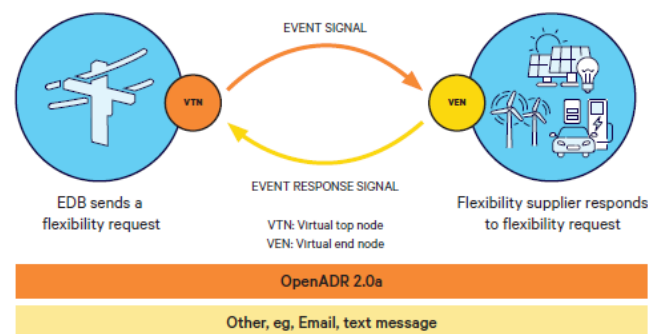 EVENT SIGNAL
VTN
VEN
EVENT RESPONSE SIGNAL
EDB sends a
flexibility request
Flexibility supplier responds
to flexibility request
VTN: Virtual top node
VEN: Virtual end node
OpenADR 2.0a
Other, eg, Email, text message